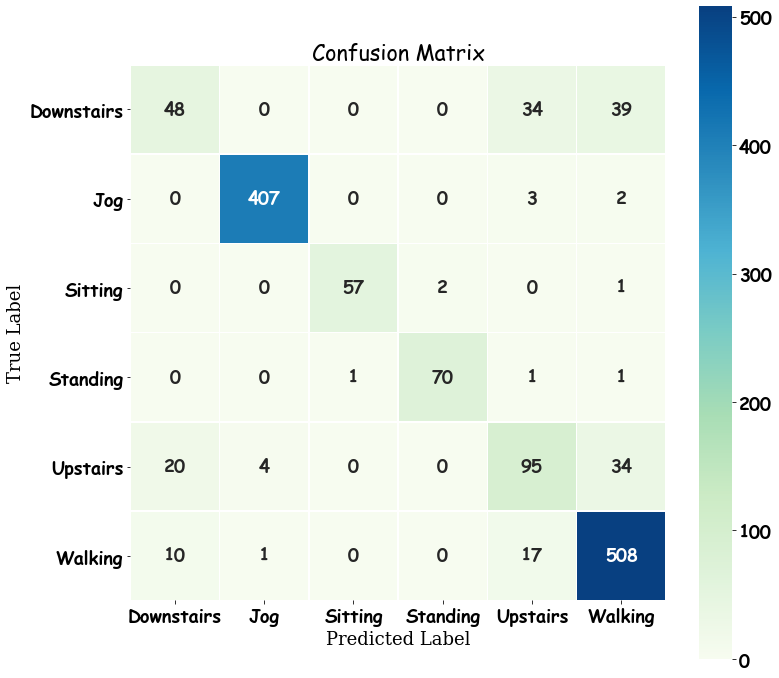 Confusion Matrix
Downstairs 48 0 0 0 34 39
Jog 0 407 0 0 3 2
Sitting 0 0 57 2 0 1
Standing 0 0 1 70 1 1
Upstairs 20 4 0 0 95 34
Walking 10 1 0 0 17 508
Downstairs Jog Sitting Standing Upstairs Walking
Predicted Label
True Label
500
400
300
200
100
0